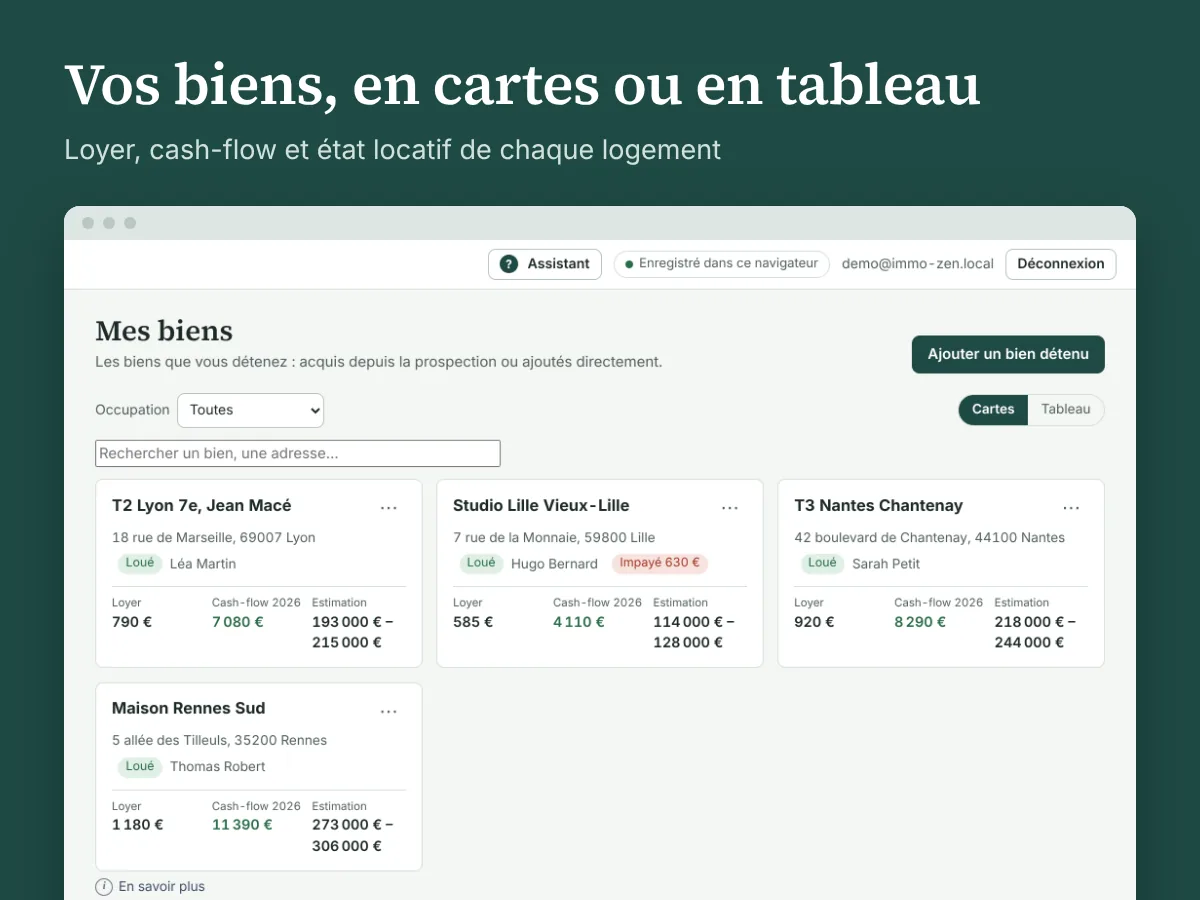 Vos biens, en cartes ou en tableau
Loyer, cash-flow et état locatif de chaque logement
? Assistant
Enregistré dans ce navigateur
demo@immo-zen.local
Déconnexion
Mes biens
Les biens que vous détenez : acquis depuis la prospection ou ajoutés directement.
Ajouter un bien détenu
Occupation
Toutes
Cartes
Tableau
Rechercher un bien, une adresse...
T2 Lyon 7e, Jean Macé
...
18 rue de Marseille, 69007 Lyon
Loué Léa Martin
Loyer Cash-flow 2026 Estimation
790 € 7 080 € 193 000 € –
215 000 €
Studio Lille Vieux-Lille
...
7 rue de la Monnaie, 59800 Lille
Loué Hugo Bernard Impayé 630 €
Loyer Cash-flow 2026 Estimation
585 € 4 110 € 114 000 € –
128 000 €
T3 Nantes Chantenay
...
42 boulevard de Chantenay, 44100 Nantes
Loué Sarah Petit
Loyer Cash-flow 2026 Estimation
920 € 8 290 € 218 000 € –
244 000 €
Maison Rennes Sud
...
5 allée des Tilleuls, 35200 Rennes
Loué Thomas Robert
Loyer Cash-flow 2026 Estimation
1 180 € 11 390 € 273 000 € –
306 000 €
i En savoir plus